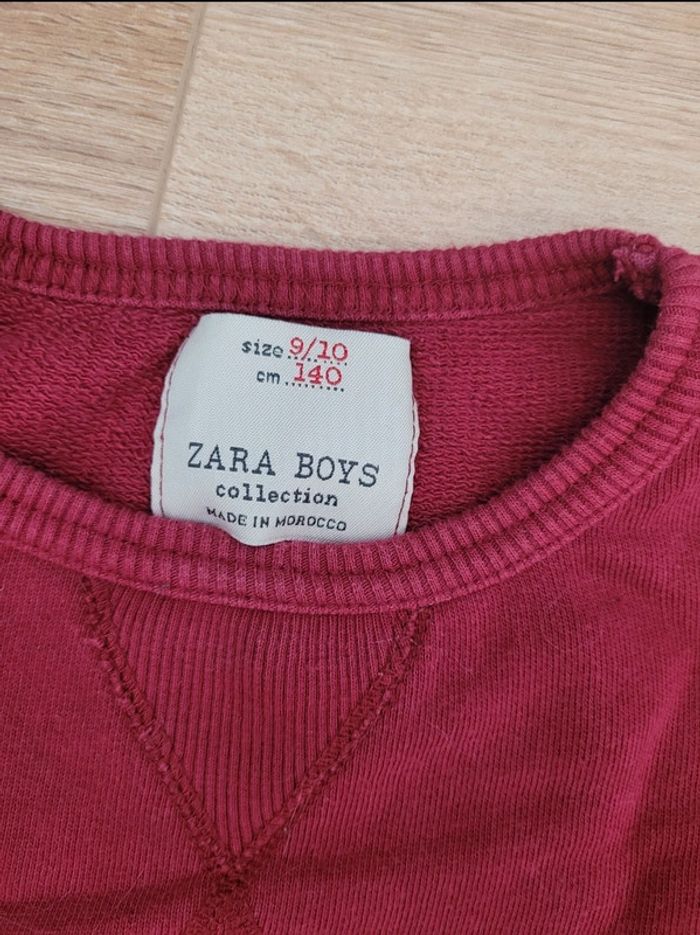 size 9/10
cm 140
ZARA BOYS
collection
MADE IN MOROCCO